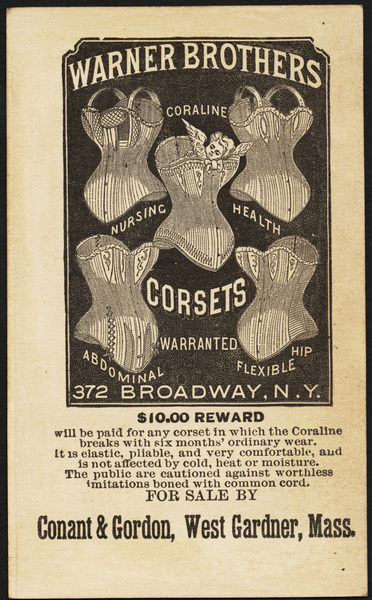 WARNER BROTHERS
CORALINE
NURSING
HEALTH
CORSETS
WARRANTED
ABDOMINAL
FLEXIBLE HIP
372 BROADWAY, N.Y.
$10.00 REWARD
will be paid for any corset in which the Coraline
breaks with six months' ordinary wear.
It is elastic, pliable, and very comfortable, and
is not affected by cold, heat or moisture.
The public are cautioned against worthless
imitations boned with common cord.
FOR SALE BY
Conant & Gordon, West Gardner, Mass.